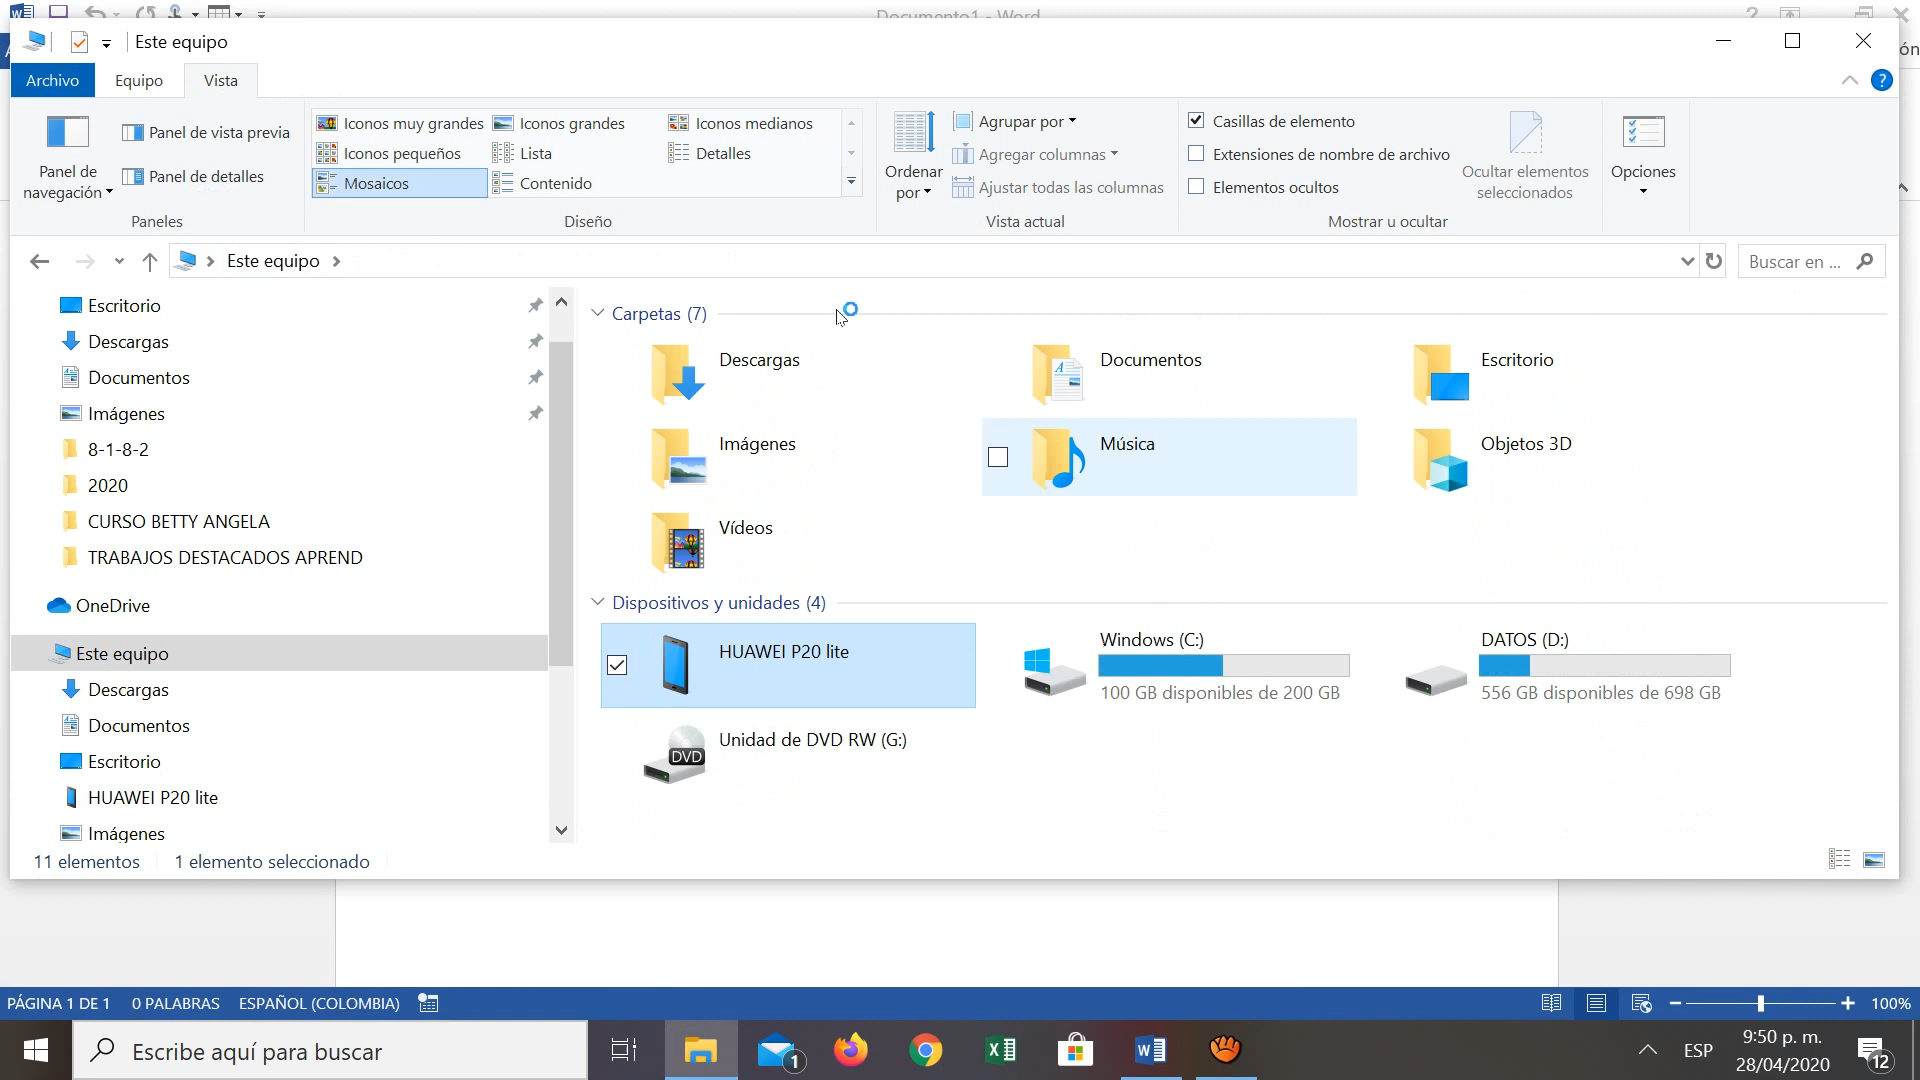 Documento1 - Word
Este equipo
Archivo
Equipo
Vista
Panel de navegación
Panel de vista previa
Panel de detalles
Paneles
Iconos muy grandes
Iconos grandes
Iconos medianos
Iconos pequeños
Lista
Detalles
Mosaicos
Contenido
Diseño
Ordenar por
Agrupar por
Agregar columnas
Ajustar todas las columnas
Vista actual
Casillas de elemento
Extensiones de nombre de archivo
Elementos ocultos
Ocultar elementos
seleccionados
Mostrar u ocultar
Opciones
Este equipo
Buscar en ...
Escritorio
Descargas
Documentos
Imágenes
8-1-8-2
2020
CURSO BETTY ANGELA
TRABAJOS DESTACADOS APREND
OneDrive
Este equipo
Descargas
Documentos
Escritorio
HUAWEI P20 lite
Imágenes
Carpetas (7)
Descargas
Documentos
Escritorio
Imágenes
Música
Objetos 3D
Vídeos
Dispositivos y unidades (4)
HUAWEI P20 lite
Windows (C:)
100 GB disponibles de 200 GB
DATOS (D:)
556 GB disponibles de 698 GB
DVD
Unidad de DVD RW (G:)
11 elementos
1 elemento seleccionado
PÁGINA 1 DE 1
0 PALABRAS
ESPAÑOL (COLOMBIA)
100%
Escribe aquí para buscar
1
ESP
9:50 p. m.
28/04/2020
12